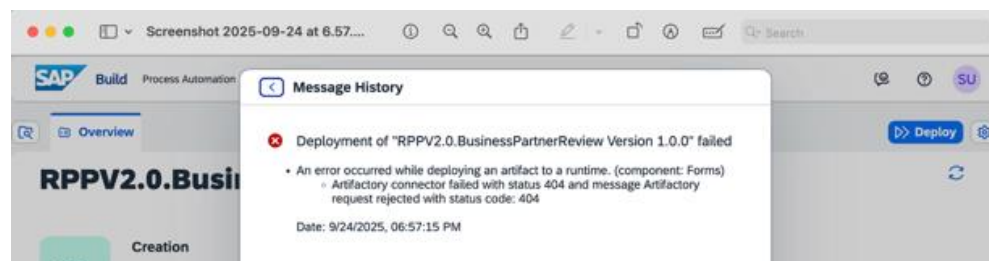 Screenshot 2025-09-24 at 6.57....
Search
SAP Build Process Automation
Message History
SU
Overview
Deploy
Deployment of "RPPV2.0.BusinessPartnerReview Version 1.0.0" failed
• An error occurred while deploying an artifact to a runtime. (component: Forms)
◦ Artifactory connector failed with status 404 and message Artifactory
request rejected with status code: 404
RPPV2.0.Busi
Date: 9/24/2025, 06:57:15 PM
Creation